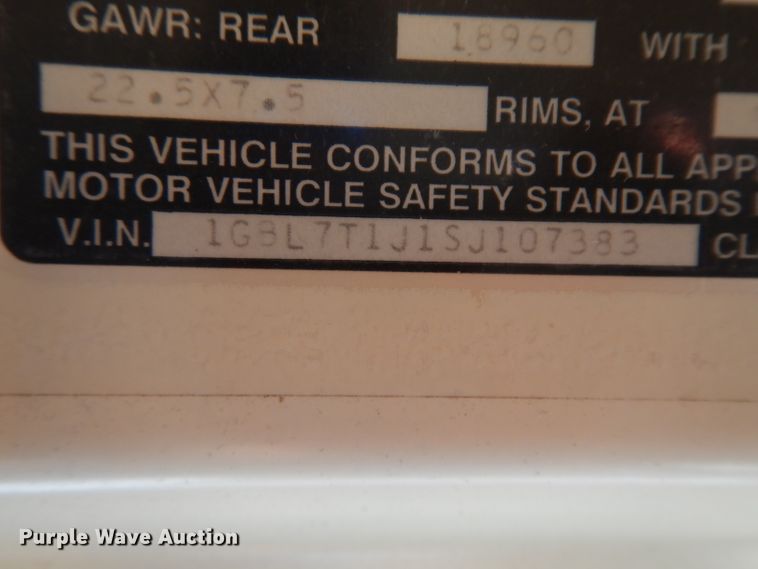 GAWR: REAR 18960 WITH
22.5X7.5 RIMS, AT
THIS VEHICLE CONFORMS TO ALL APP
MOTOR VEHICLE SAFETY STANDARDS
V.I.N. 1GBL7T1J1SJ107383 CL
Purple Wave Auction